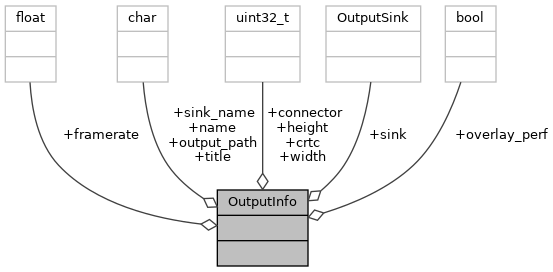 float
char
uint32_t
OutputSink
bool
+sink_name
+name
+output_path
+title
+connector
+height
+crtc
+width
+framerate
+sink
+overlay_perf
OutputInfo